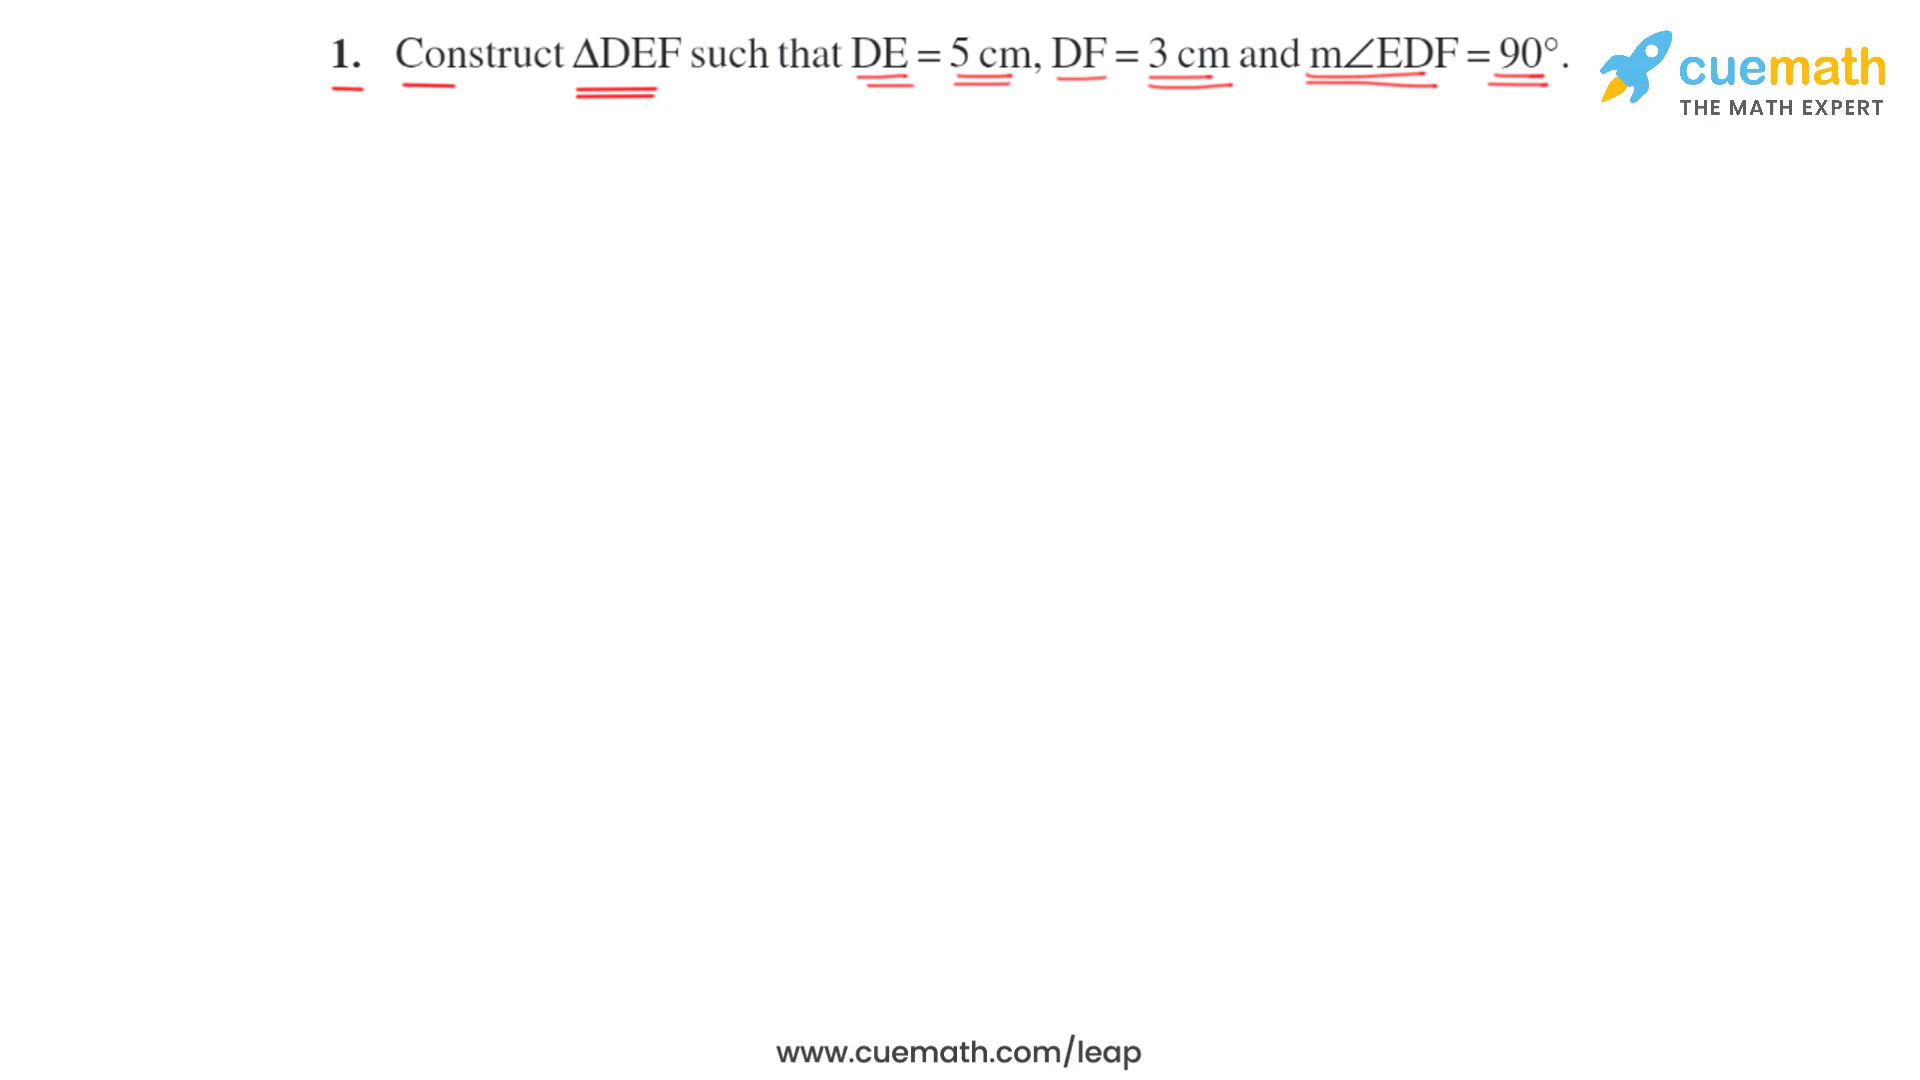 1. Construct ΔDEF such that DE = 5 cm, DF = 3 cm and m∠EDF = 90°.
cuemath
THE MATH EXPERT
www.cuemath.com/leap